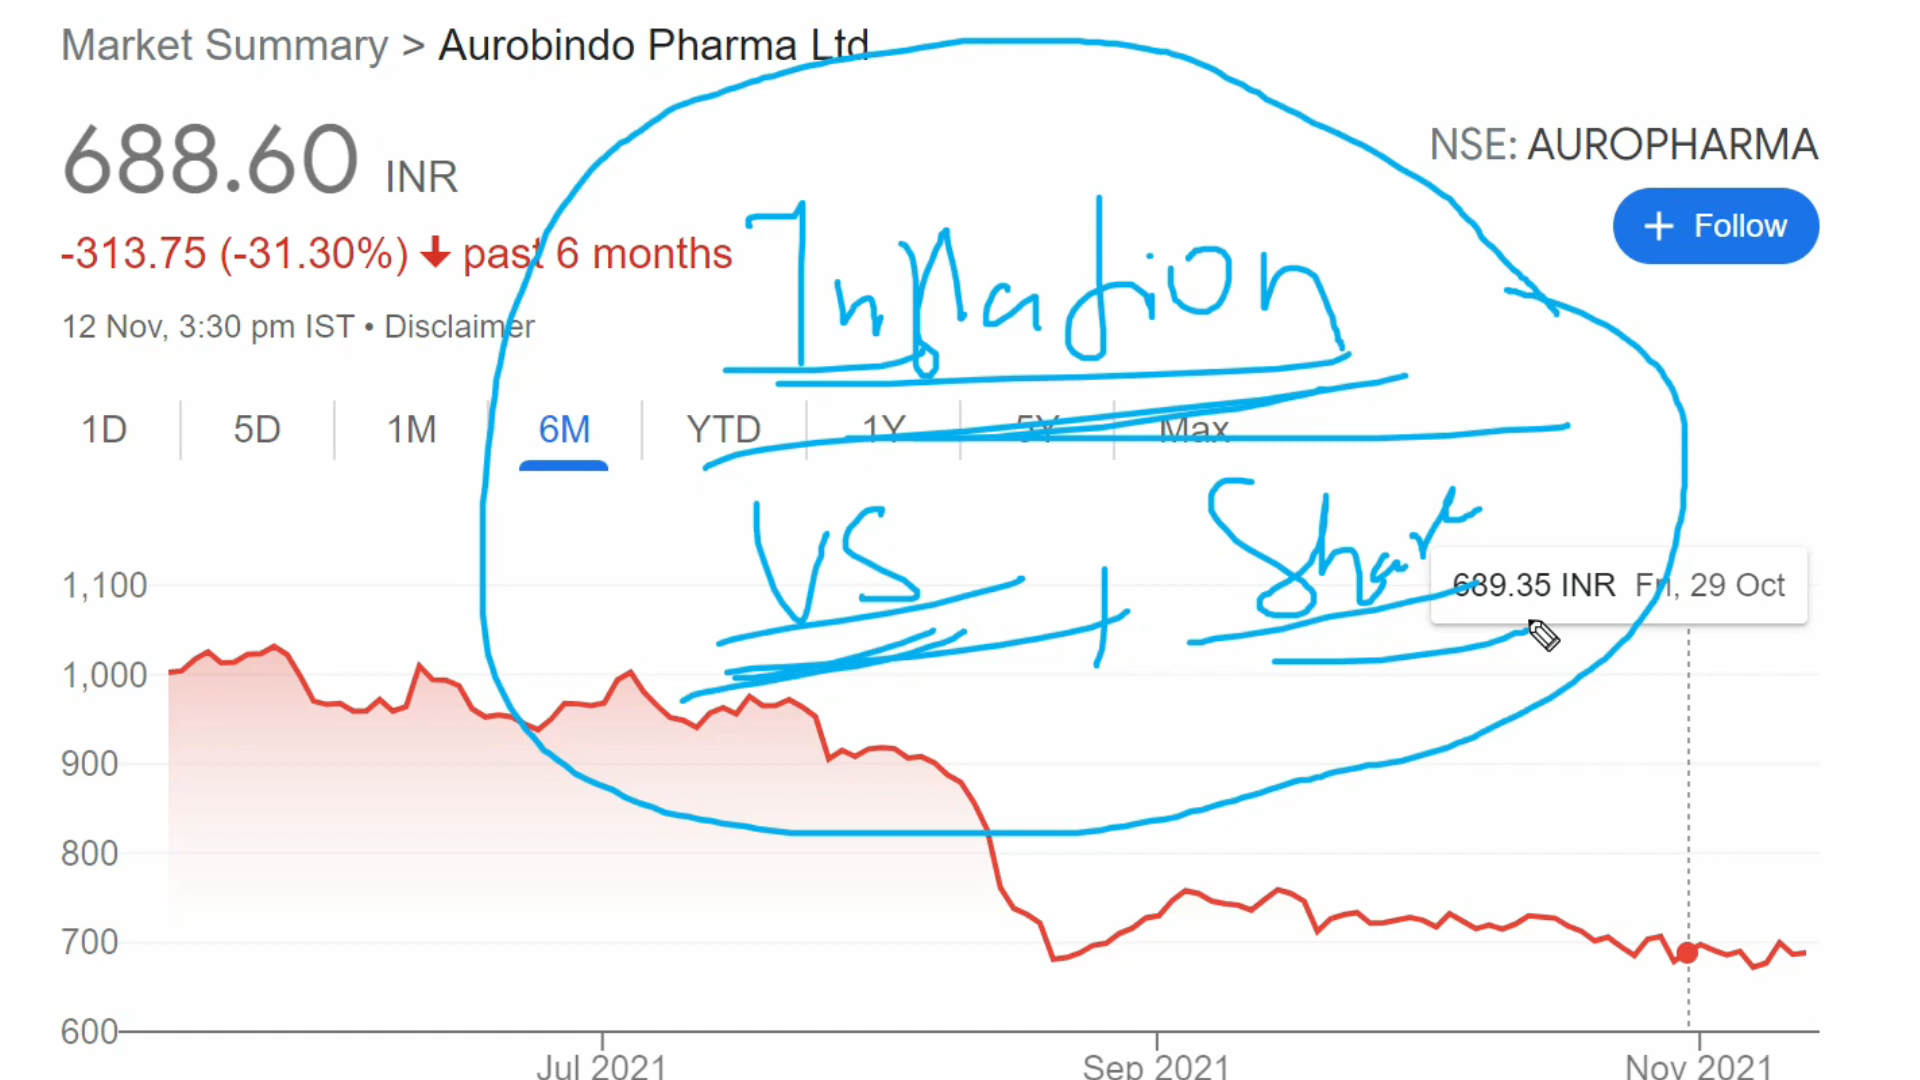 Market Summary > Aurobindo Pharma Ltd
688.60 INR
NSE: AUROPHARMA
+ Follow
-313.75 (-31.30%) ↓ past 6 months
12 Nov, 3:30 pm IST • Disclaimer
Inflation
1D 5D 1M 6M YTD 1Y 5Y Max
VS + Share
689.35 INR Fri, 29 Oct
1,100
1,000
900
800
700
600
Jul 2021 Sep 2021 Nov 2021